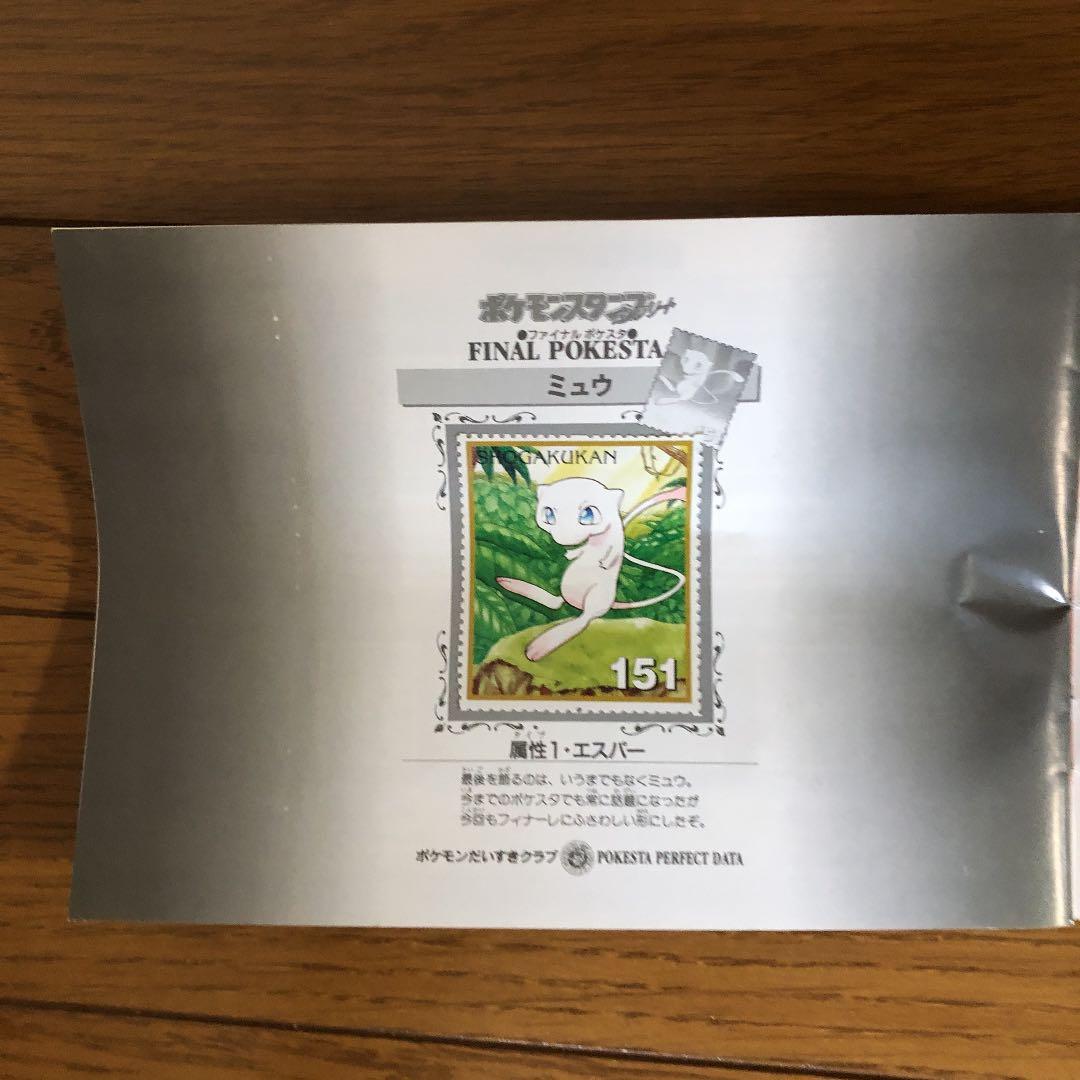 ポケモンスタンプ
●ファイナル ポケスタ●
FINAL POKESTA
ミュウ
SHOGAKUKAN
151
属性1・エスパー
最後を飾るのは、いうまでもなくミュウ。
今までのポケスタでも常に話題になったが
今回もフィナーレにふさわしい形にしたぞ。
ポケモンだいすきクラブ POKESTA PERFECT DATA